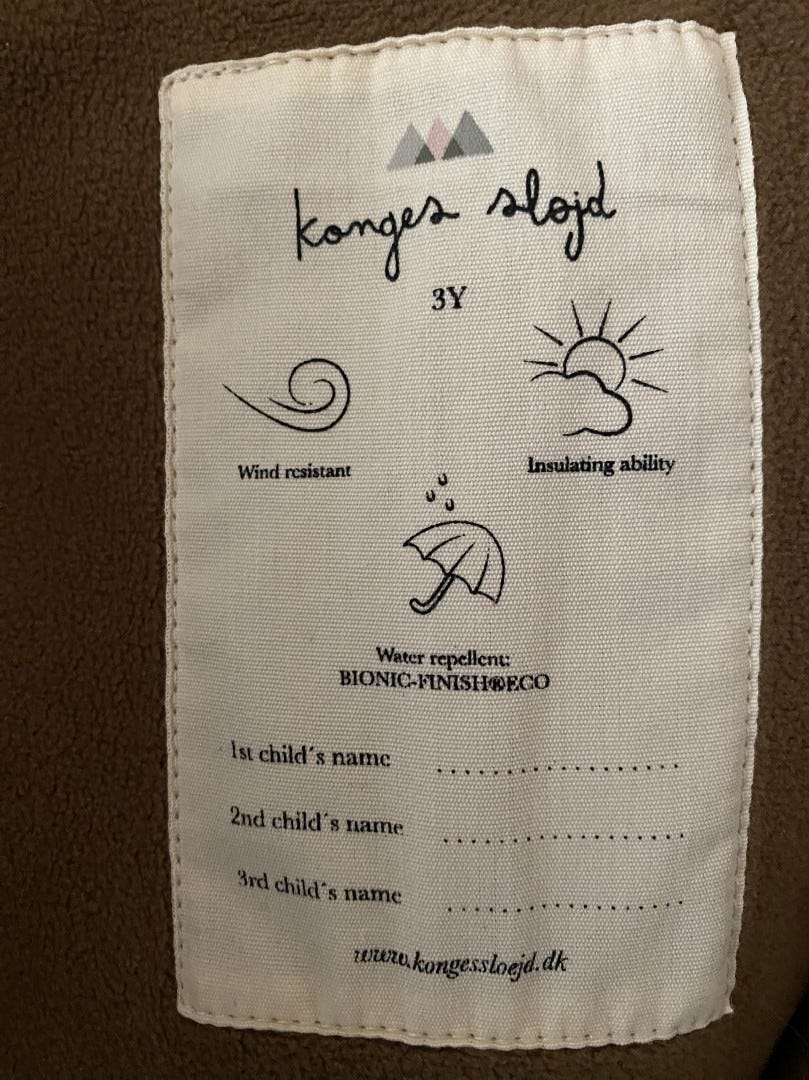 konges sløjd
3Y
Wind resistant
Insulating ability
Water repellent:
BIONIC-FINISH®ECO
1st child´s name ..................
2nd child´s name ..................
3rd child´s name ..................
www.kongessloejd.dk